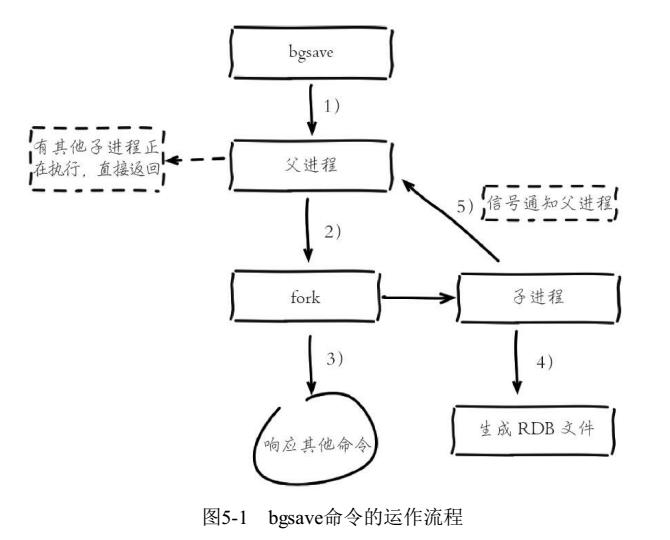 bgsave
1)
有其他子进程正
在执行，直接返回
父进程
5)
信号通知父进程
2)
fork
子进程
3)
4)
响应其他命令
生成 RDB 文件
图5-1 bgsave命令的运作流程